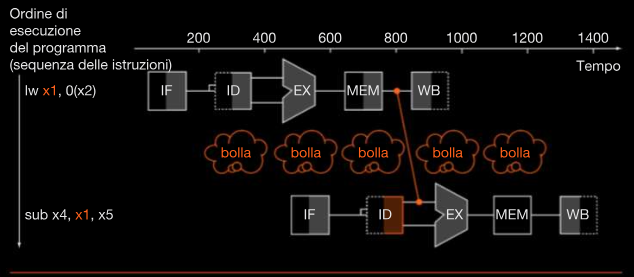 Ordine di
esecuzione
del programma
(sequenza delle istruzioni)
200 400 600 800 1000 1200 1400
Tempo
lw x1, 0(x2)
IF ID EX MEM WB
bolla bolla bolla bolla bolla
sub x4, x1, x5
IF ID EX MEM WB